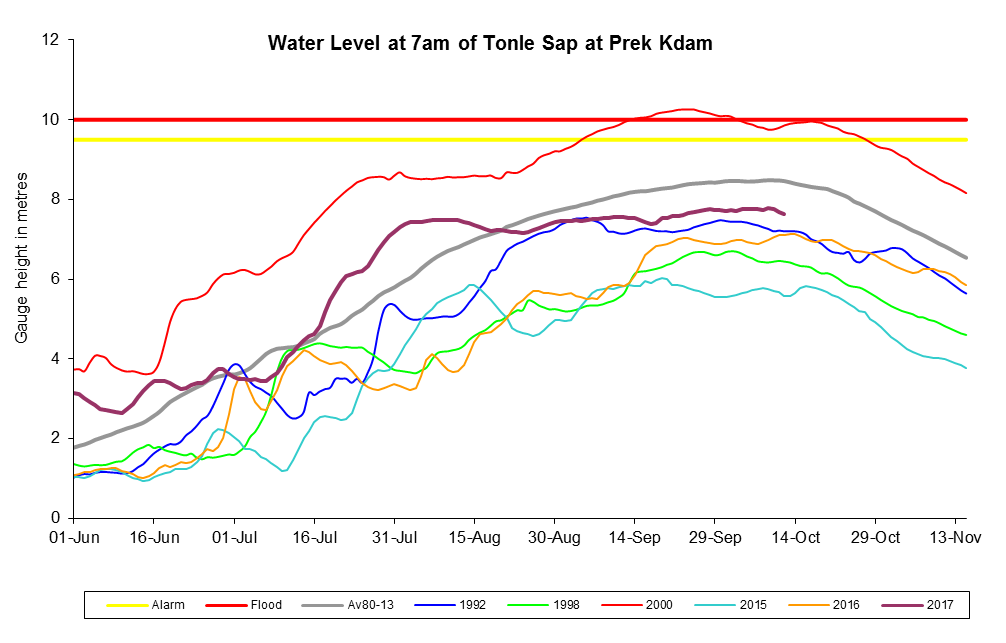 Water Level at 7am of Tonle Sap at Prek Kdam
Gauge height in metres
12
10
8
6
4
2
0
01-Jun 16-Jun 01-Jul 16-Jul 31-Jul 15-Aug 30-Aug 14-Sep 29-Sep 14-Oct 29-Oct 13-Nov
Alarm Flood Av80-13 1992 1998 2000 2015 2016 2017